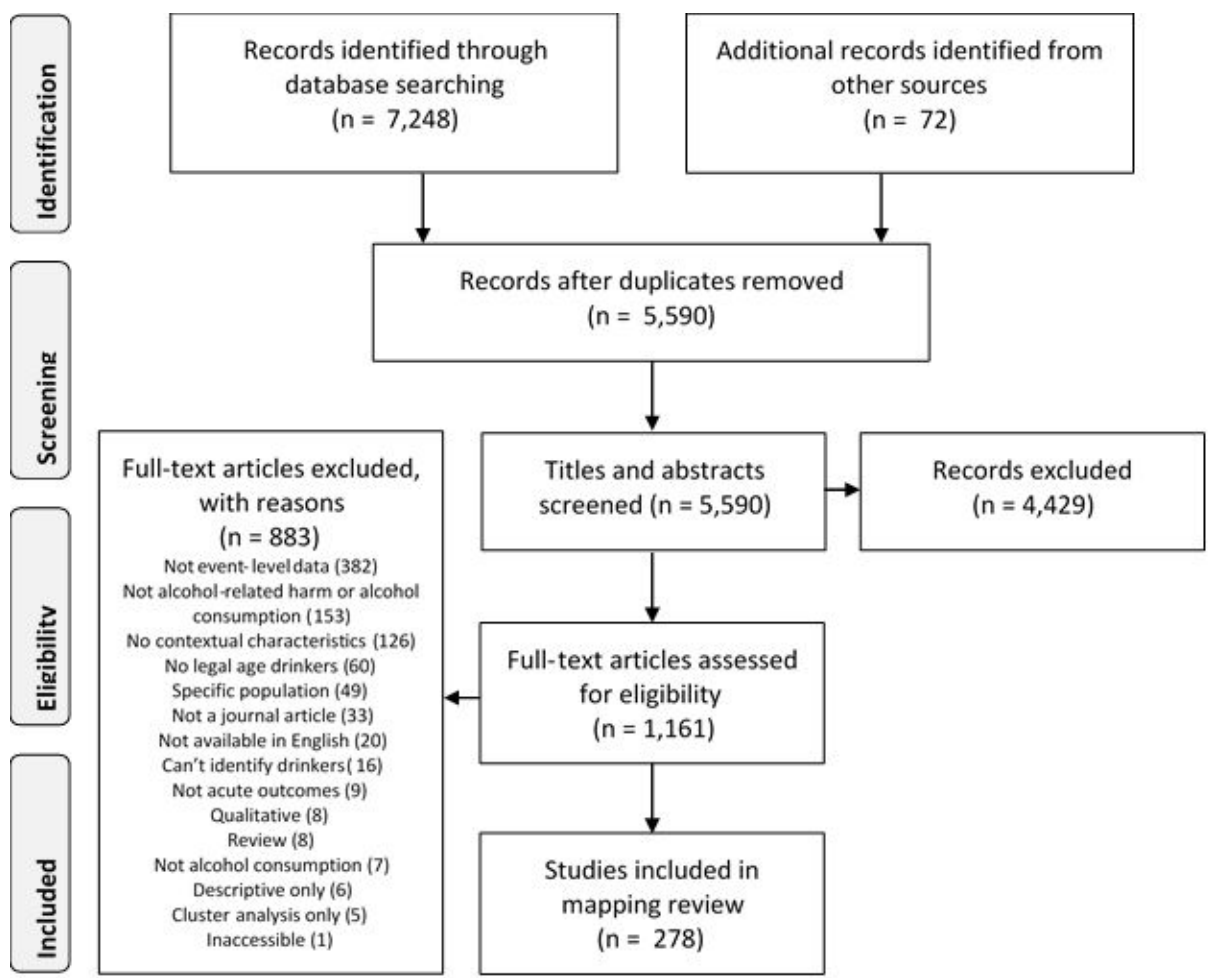 Identification
Records identified through
database searching
(n = 7,248)
Additional records identified from
other sources
(n = 72)
Screening
Records after duplicates removed
(n = 5,590)
Titles and abstracts
screened (n = 5,590)
Records excluded
(n = 4,429)
Eligibility
Full-text articles excluded,
with reasons
(n = 883)
Not event-level data (382)
Not alcohol-related harm or alcohol
consumption (153)
No contextual characteristics (126)
No legal age drinkers (60)
Specific population (49)
Not a journal article (33)
Not available in English (20)
Can't identify drinkers( 16)
Not acute outcomes (9)
Qualitative (8)
Review (8)
Not alcohol consumption (7)
Descriptive only (6)
Cluster analysis only (5)
Inaccessible (1)
Full-text articles assessed
for eligibility
(n = 1,161)
Included
Studies included in
mapping review
(n = 278)